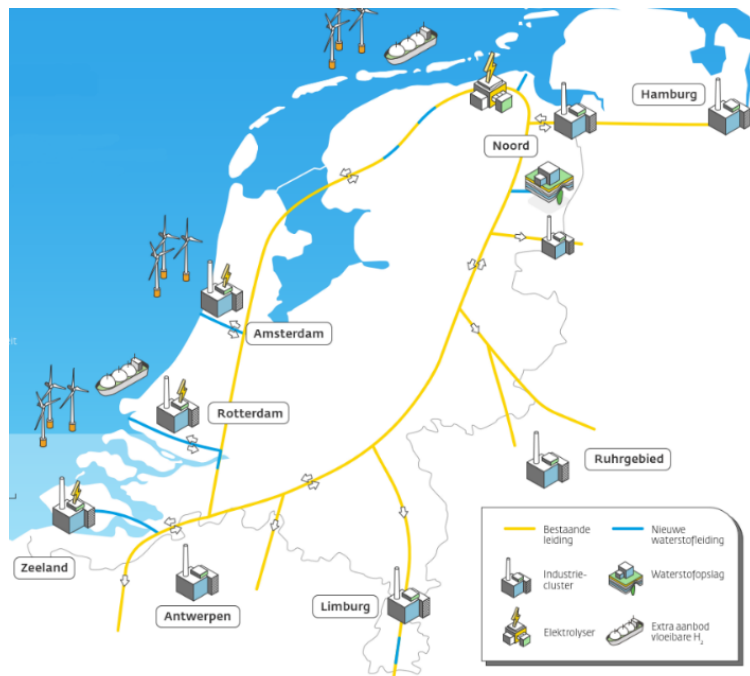 Hamburg
Noord
Amsterdam
Rotterdam
Ruhrgebied
Zeeland
Antwerpen
Limburg
Bestaande
leiding
Nieuwe
waterstofleiding
Industrie-
cluster
Waterstofopslag
Elektrolyser
Extra aanbod
vloeibare H₂